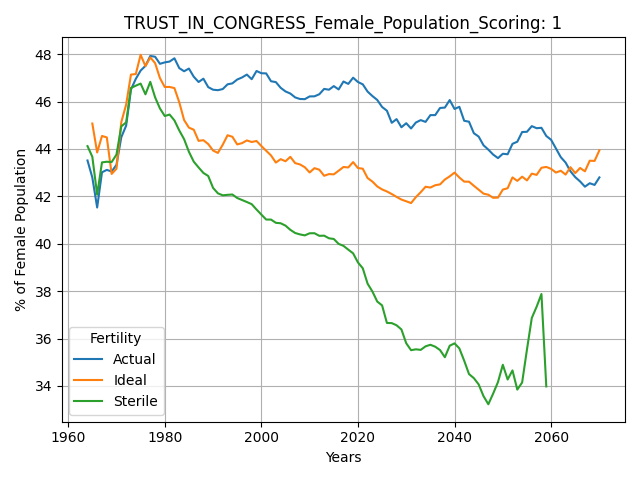 TRUST_IN_CONGRESS_Female_Population_Scoring: 1
% of Female Population
48
46
44
42
40
38
36
34
Fertility
Actual
Ideal
Sterile
1960 1980 2000 2020 2040 2060
Years